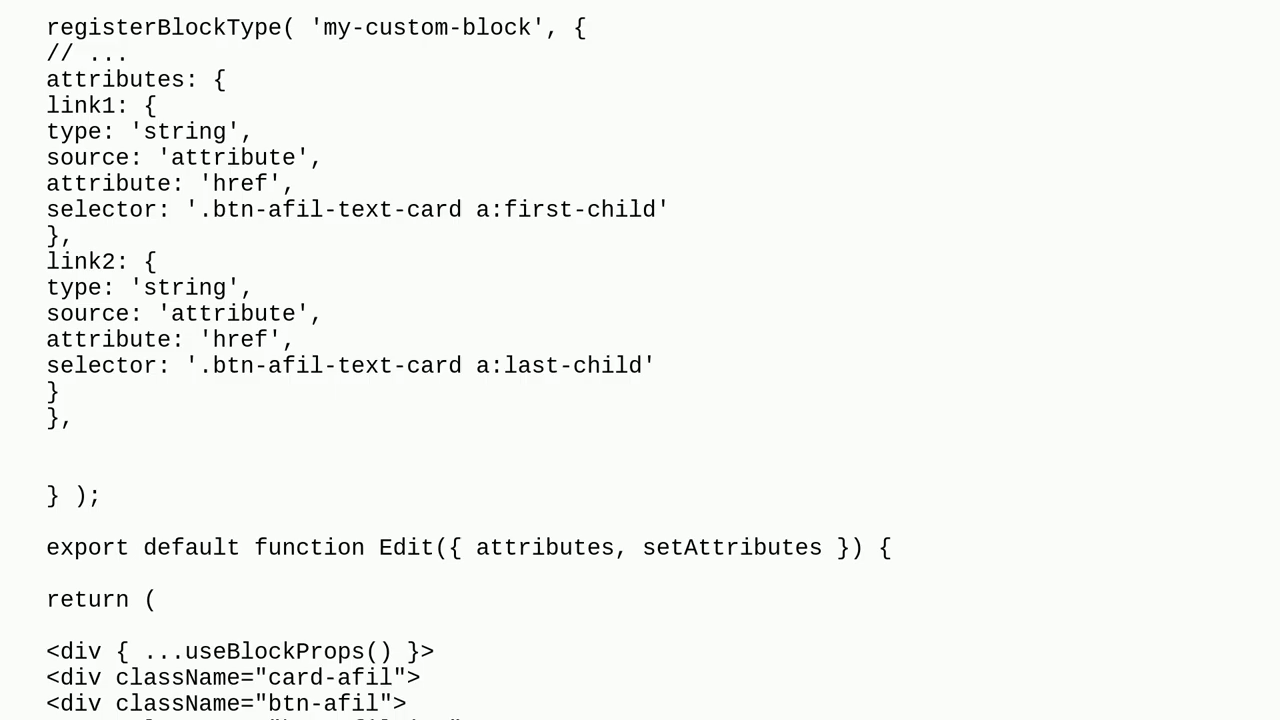 registerBlockType( 'my-custom-block', {
// ...
attributes: {
link1: {
type: 'string',
source: 'attribute',
attribute: 'href',
selector: '.btn-afil-text-card a:first-child'
},
link2: {
type: 'string',
source: 'attribute',
attribute: 'href',
selector: '.btn-afil-text-card a:last-child'
}
},
} );
export default function Edit({ attributes, setAttributes }) {
return (
<div { ...useBlockProps() }>
<div className="card-afil">
<div className="btn-afil">